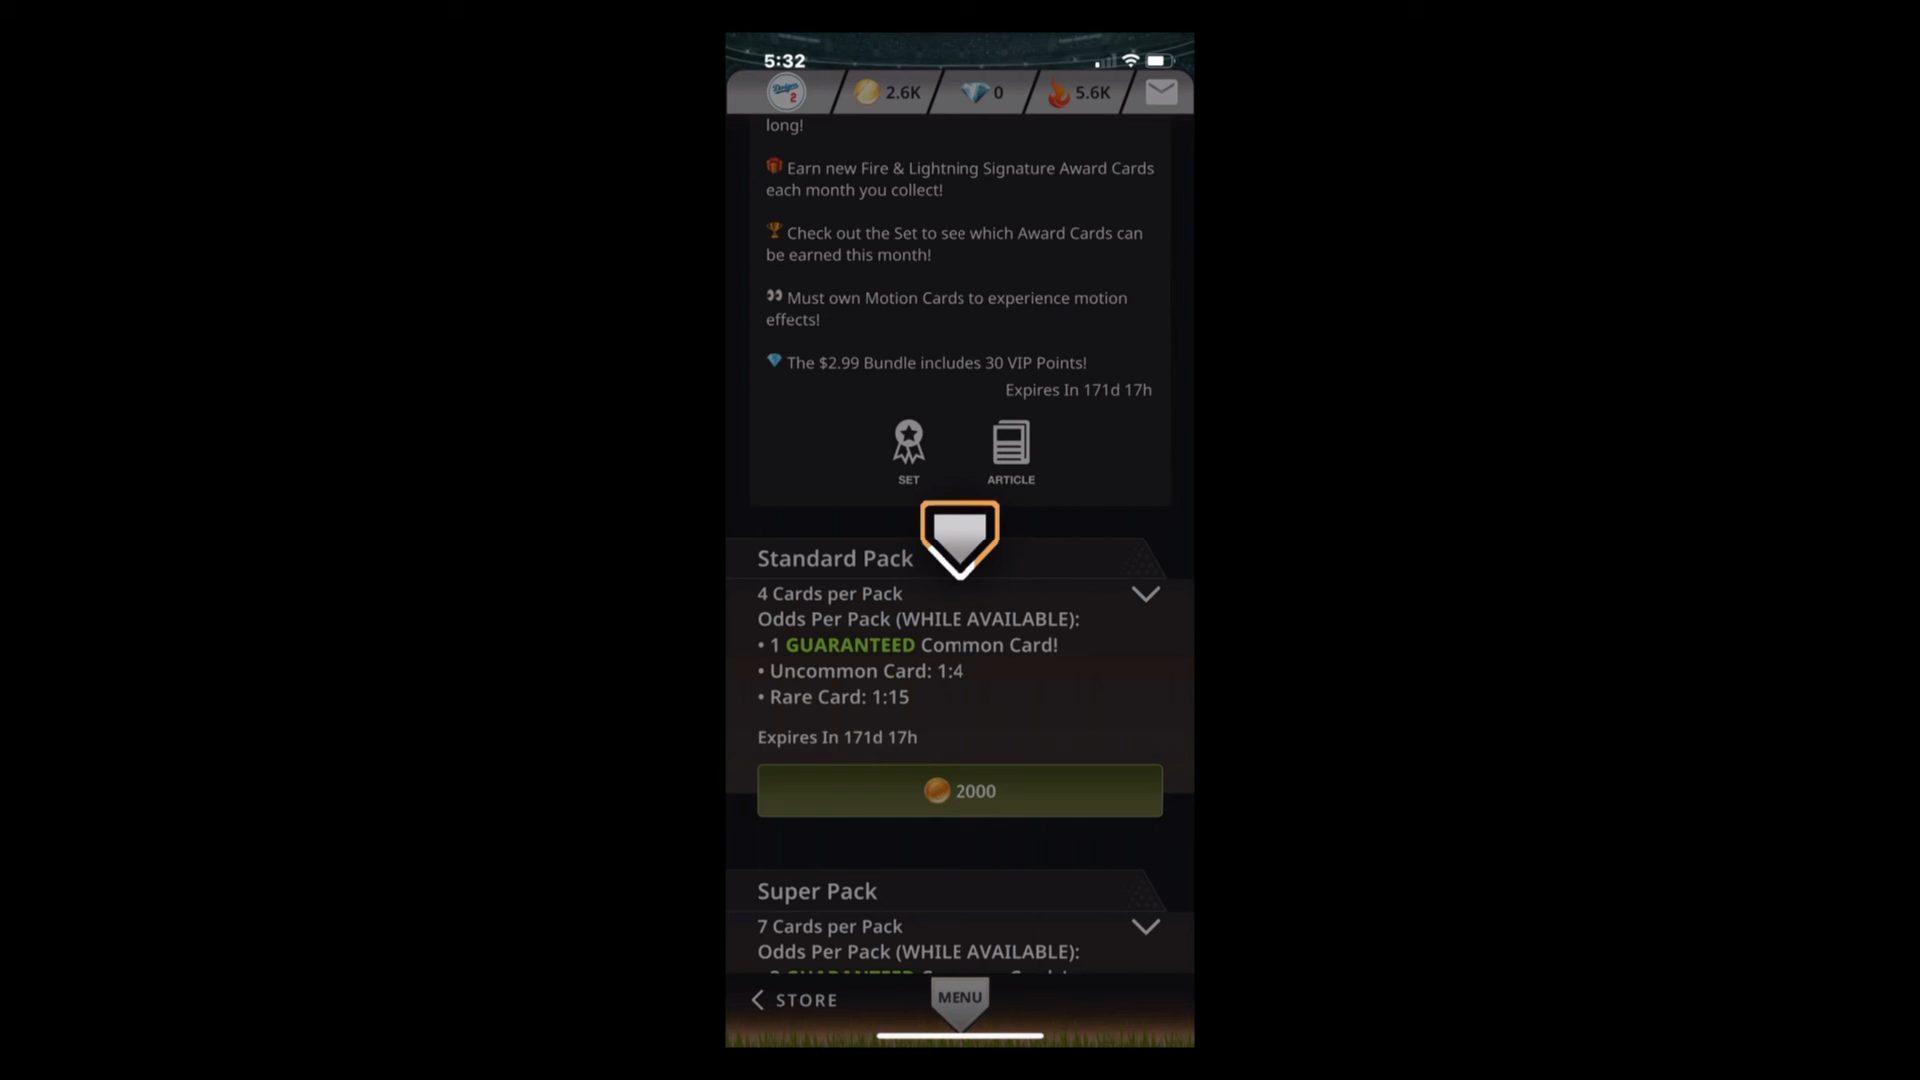 5:32
Dodgers
2
2.6K
0
5.6K
long!
Earn new Fire & Lightning Signature Award Cards
each month you collect!
Check out the Set to see which Award Cards can
be earned this month!
Must own Motion Cards to experience motion
effects!
The $2.99 Bundle includes 30 VIP Points!
Expires In 171d 17h
SET
ARTICLE
Standard Pack
4 Cards per Pack
Odds Per Pack (WHILE AVAILABLE):
• 1 GUARANTEED Common Card!
• Uncommon Card: 1:4
• Rare Card: 1:15
Expires In 171d 17h
2000
Super Pack
7 Cards per Pack
Odds Per Pack (WHILE AVAILABLE):
STORE
MENU